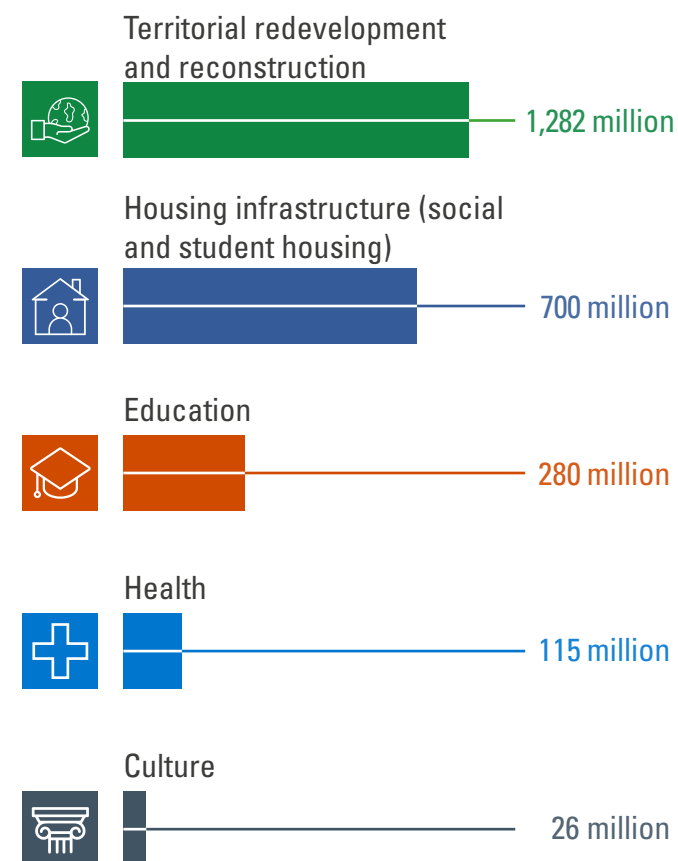 Territorial redevelopment
and reconstruction
1,282 million
Housing infrastructure (social
and student housing)
700 million
Education
280 million
Health
115 million
Culture
26 million